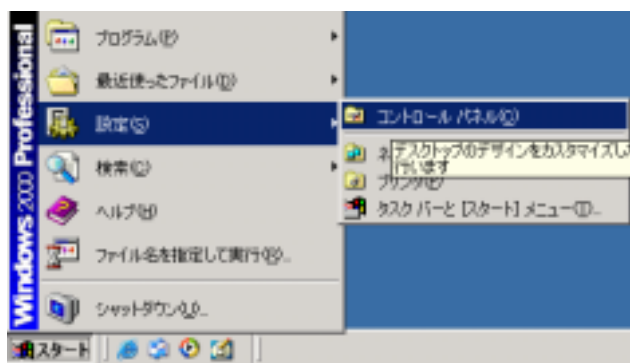 Windows 2000 Professional
プログラム(P)
最近使ったファイル(D)
設定(S)
検索(C)
ヘルプ(H)
ファイル名を指定して実行(R)...
シャットダウン(U)...
コントロール パネル(C)
ネ
デスクトップのデザインをカスタマイズし
行います
プリンタ(P)
タスク バーと [スタート] メニュー(T)...
スタート